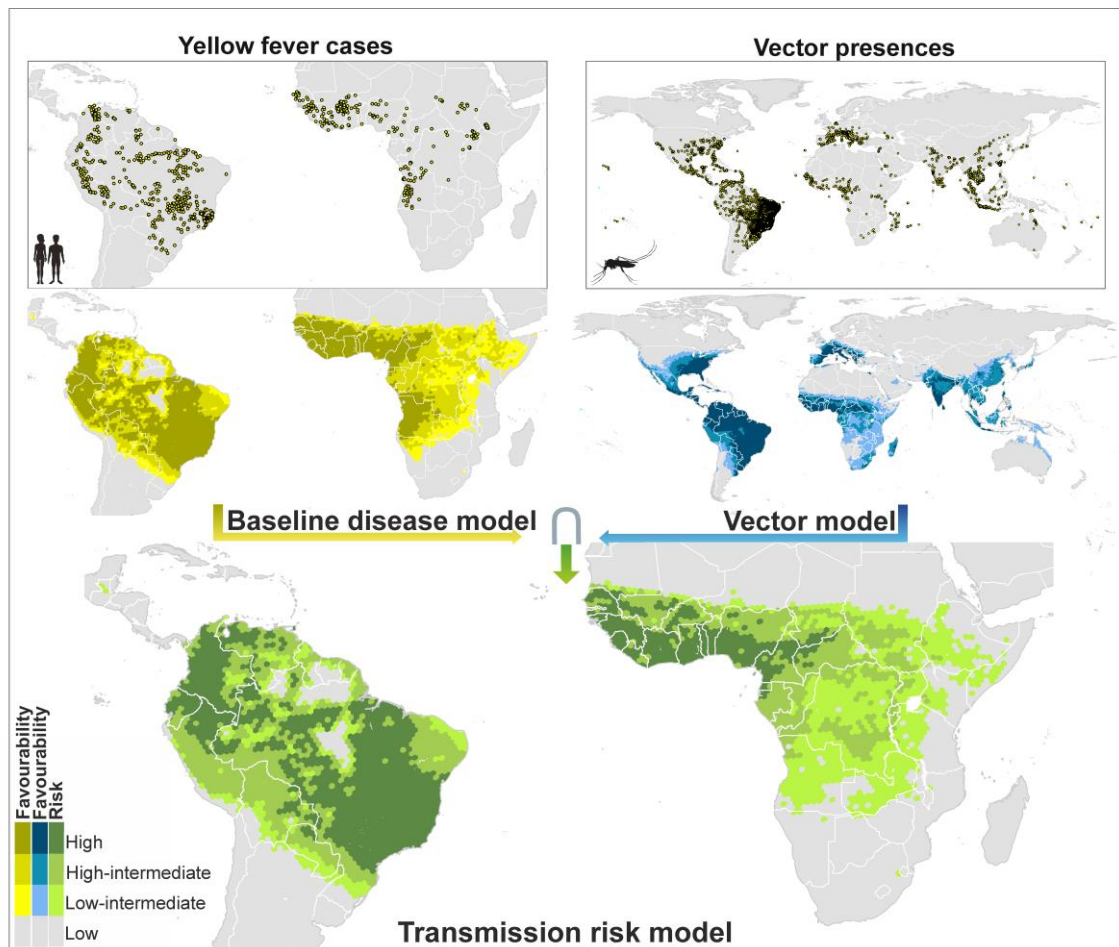 Yellow fever cases
Vector presences
Baseline disease model
Vector model
Favourability
Favourability
Risk
High
High-intermediate
Low-intermediate
Low
Transmission risk model